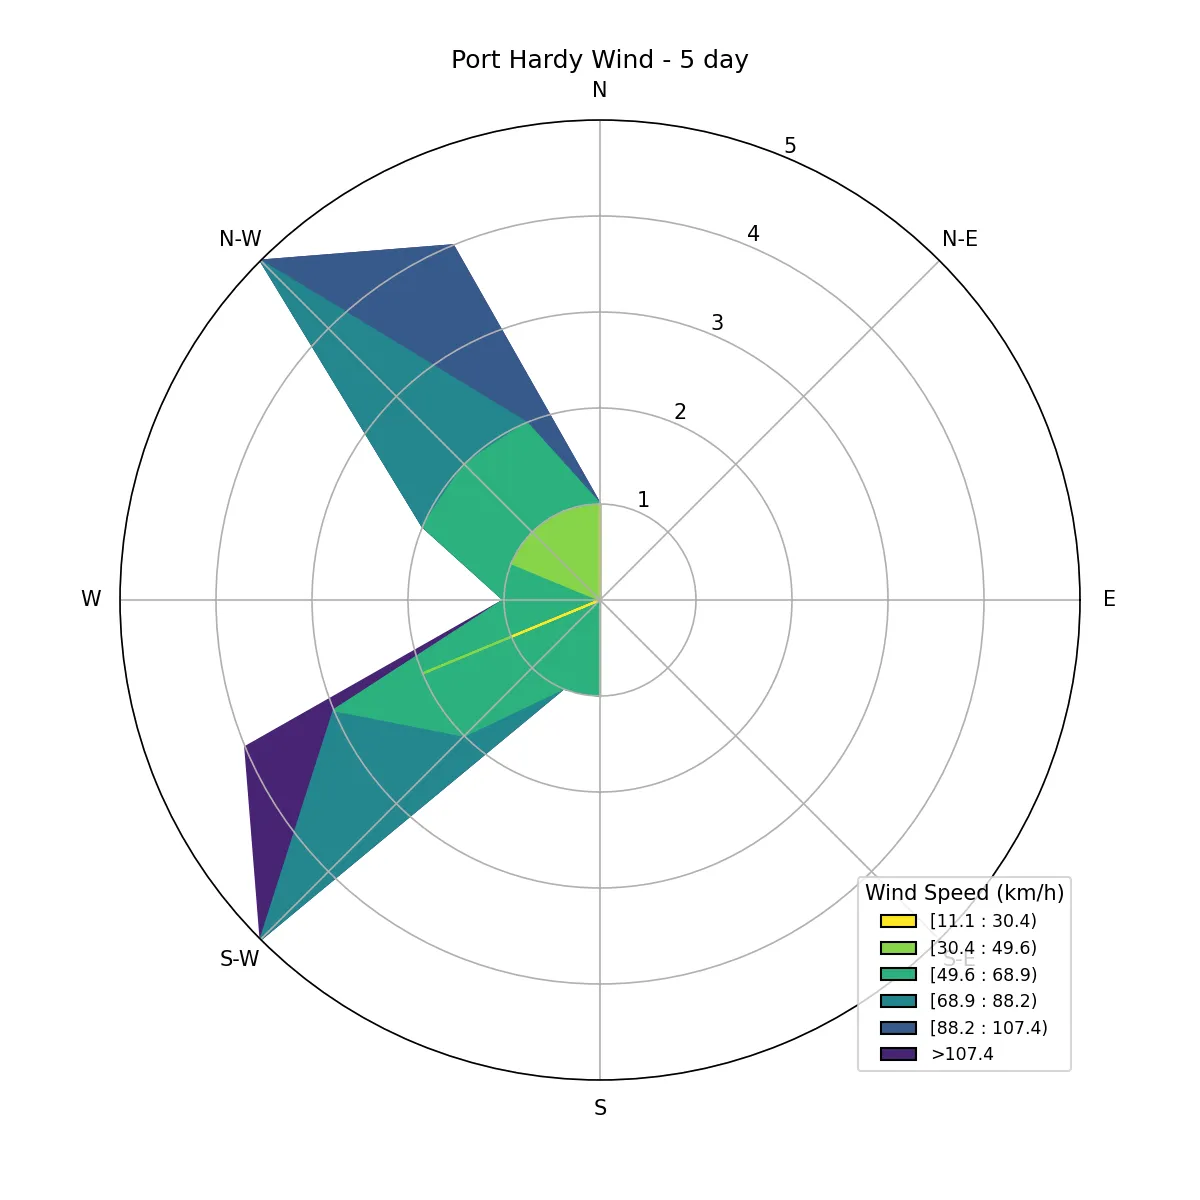 Port Hardy Wind - 5 day
N
5
N-W
4
N-E
3
2
1
W
E
Wind Speed (km/h)
[11.1 : 30.4)
[30.4 : 49.6)
S-W
S-E
[49.6 : 68.9)
[68.9 : 88.2)
[88.2 : 107.4)
>107.4
S